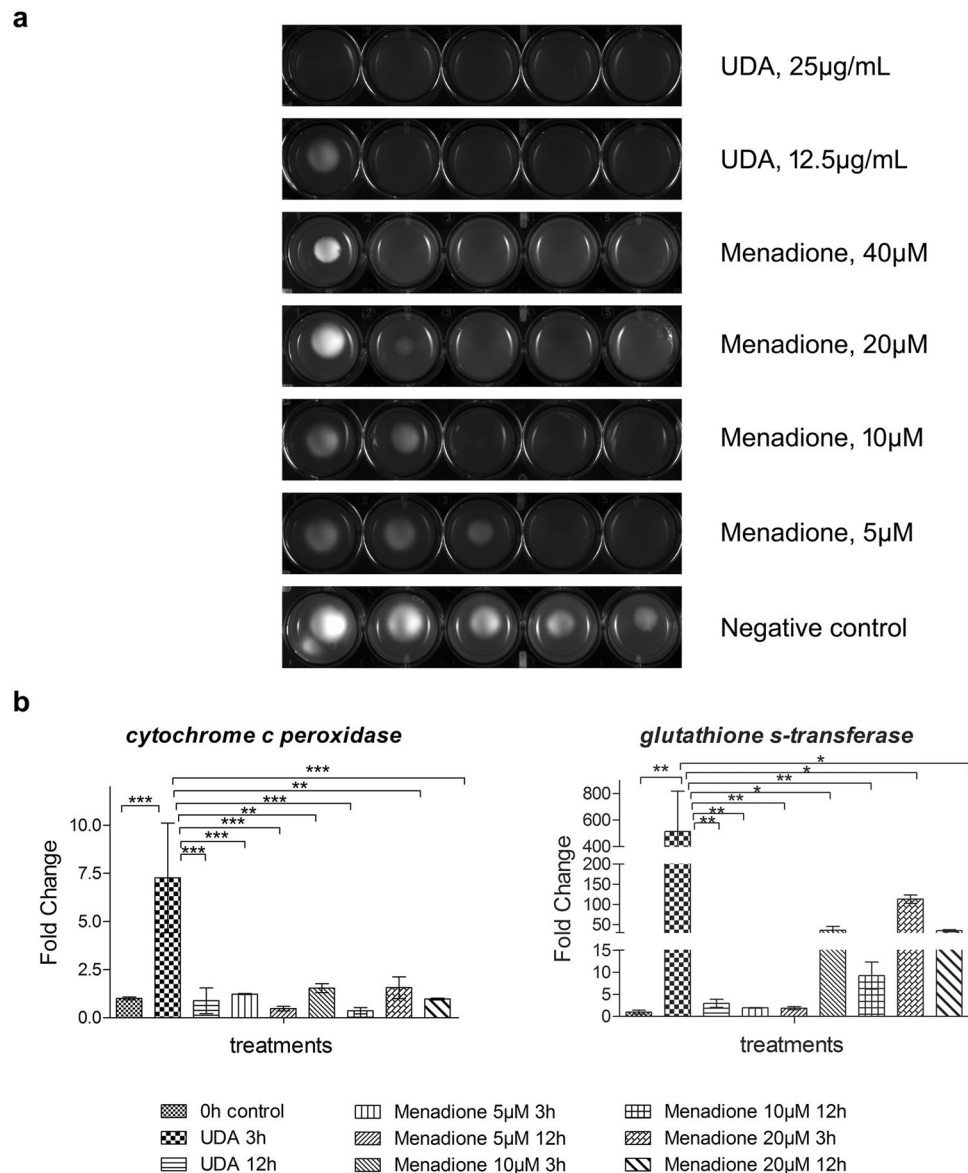 a
UDA, 25µg/mL
UDA, 12.5µg/mL
Menadione, 40µM
Menadione, 20µM
Menadione, 10µM
Menadione, 5µM
Negative control
b
cytochrome c peroxidase
***
**
***
**
***
***
***
***
10.0
7.5
5.0
2.5
0.0
Fold Change
treatments
glutathione s-transferase
*
*
**
*
**
**
**
**
800
600
400
200
150
100
50
15
10
5
0
Fold Change
treatments
0h control
UDA 3h
UDA 12h
Menadione 5µM 3h
Menadione 5µM 12h
Menadione 10µM 3h
Menadione 10µM 12h
Menadione 20µM 3h
Menadione 20µM 12h